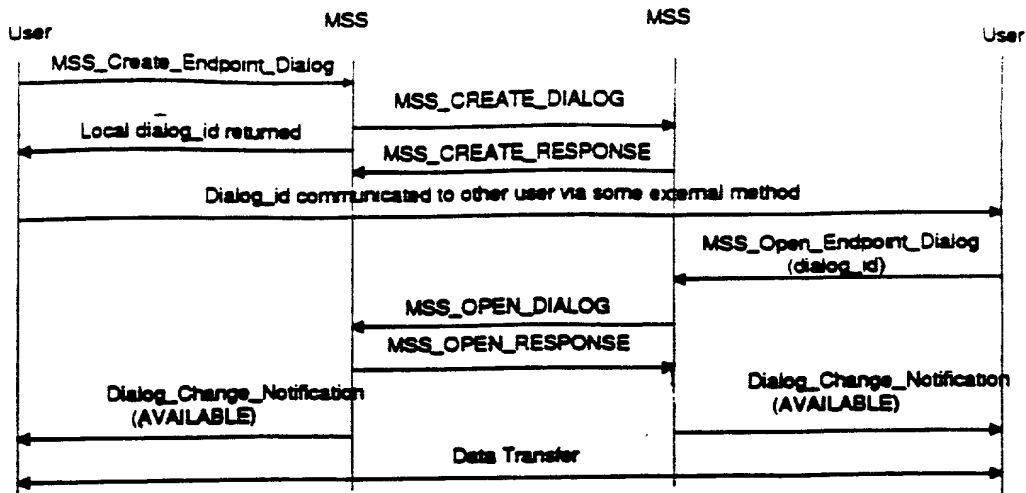 User
MSS
MSS
User
MSS_Create_Endpoint_Dialog
MSS_CREATE_DIALOG
Local dialog_id returned
MSS_CREATE_RESPONSE
Dialog_id communicated to other user via some external method
MSS_Open_Endpoint_Dialog
(dialog_id)
MSS_OPEN_DIALOG
MSS_OPEN_RESPONSE
Dialog_Change_Notification
(AVAILABLE)
Dialog_Change_Notification
(AVAILABLE)
Data Transfer